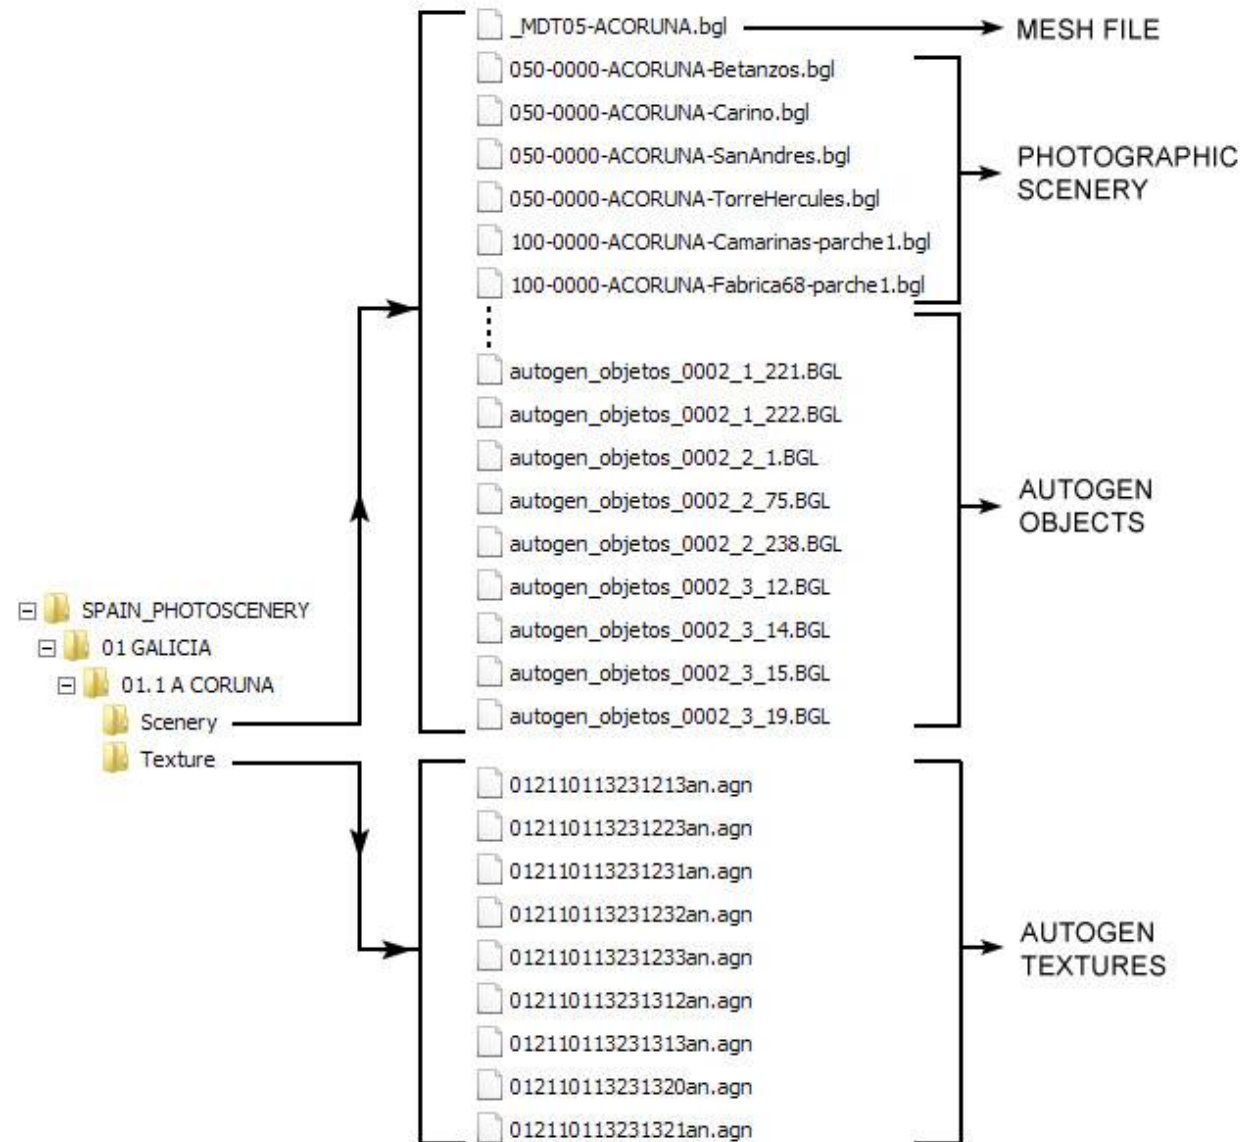 _MDT05-ACORUNA.bgl
MESH FILE
050-0000-ACORUNA-Betanzos.bgl
050-0000-ACORUNA-Carino.bgl
050-0000-ACORUNA-SanAndres.bgl
050-0000-ACORUNA-TorreHercules.bgl
100-0000-ACORUNA-Camarinas-parche1.bgl
100-0000-ACORUNA-Fabrica68-parche1.bgl
PHOTOGRAPHIC
SCENERY
autogen_objetos_0002_1_221.BGL
autogen_objetos_0002_1_222.BGL
autogen_objetos_0002_2_1.BGL
autogen_objetos_0002_2_75.BGL
autogen_objetos_0002_2_238.BGL
autogen_objetos_0002_3_12.BGL
autogen_objetos_0002_3_14.BGL
autogen_objetos_0002_3_15.BGL
autogen_objetos_0002_3_19.BGL
AUTOGEN
OBJECTS
SPAIN_PHOTOSCENERY
01 GALICIA
01.1 A CORUNA
Scenery
Texture
012110113231213an.agn
012110113231223an.agn
012110113231231an.agn
012110113231232an.agn
012110113231233an.agn
012110113231312an.agn
012110113231313an.agn
012110113231320an.agn
012110113231321an.agn
AUTOGEN
TEXTURES